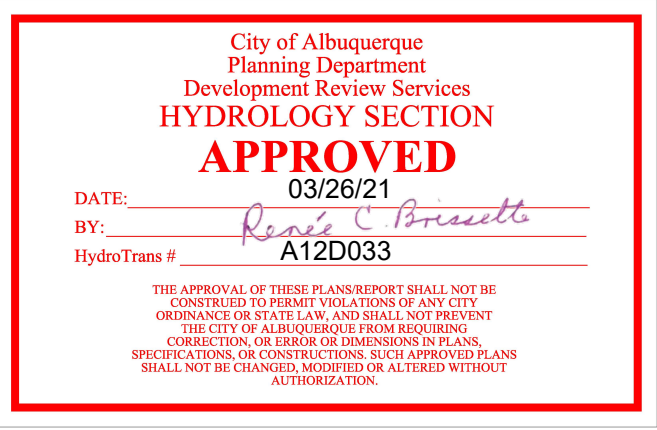 City of Albuquerque
Planning Department
Development Review Services
HYDROLOGY SECTION
APPROVED
DATE: 03/26/21
BY: Renée C. Brissette
HydroTrans # A12D033
THE APPROVAL OF THESE PLANS/REPORT SHALL NOT BE
CONSTRUED TO PERMIT VIOLATIONS OF ANY CITY
ORDINANCE OR STATE LAW, AND SHALL NOT PREVENT
THE CITY OF ALBUQUERQUE FROM REQUIRING
CORRECTION, OR ERROR OR DIMENSIONS IN PLANS,
SPECIFICATIONS, OR CONSTRUCTIONS. SUCH APPROVED PLANS
SHALL NOT BE CHANGED, MODIFIED OR ALTERED WITHOUT
AUTHORIZATION.